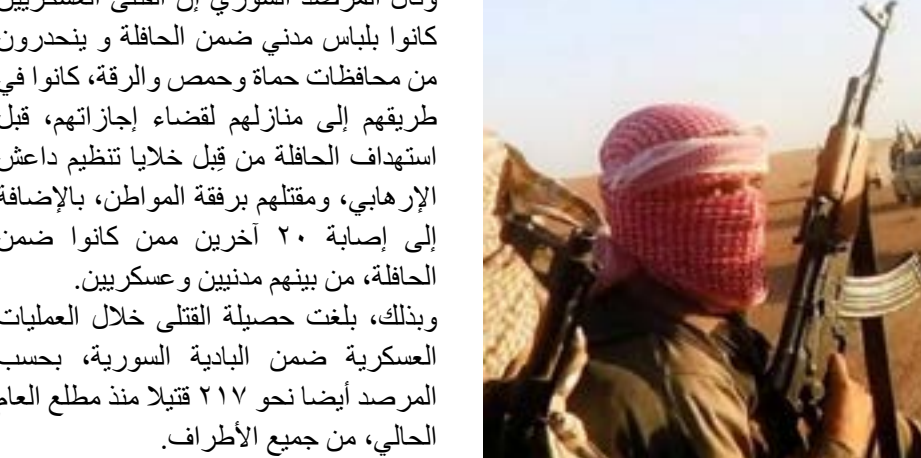 وقال المرصد السوري إن القتلى العسكريين
كانوا بلباس مدني ضمن الحافلة و ينحدرون
من محافظات حماة وحمص والرقة، كانوا في
طريقهم إلى منازلهم لقضاء إجازاتهم، قبل
استهداف الحافلة من قِبل خلايا تنظيم داعش
الإرهابي، ومقتلهم برفقة المواطن، بالإضافة
إلى إصابة ٢٠ آخرين ممن كانوا ضمن
الحافلة، من بينهم مدنيين وعسكريين.
وبذلك، بلغت حصيلة القتلى خلال العمليات
العسكرية ضمن البادية السورية، بحسب
المرصد أيضا نحو ٢١٧ قتيلا منذ مطلع العام
الحالي، من جميع الأطراف.